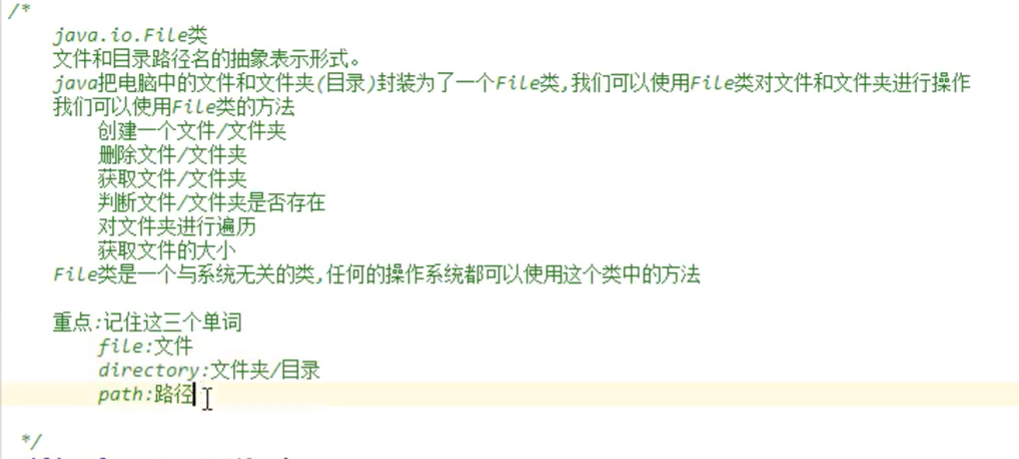 /*
java.io.File类
文件和目录路径名的抽象表示形式。
java把电脑中的文件和文件夹(目录)封装为了一个File类,我们可以使用File类对文件和文件夹进行操作
我们可以使用File类的方法
创建一个文件/文件夹
删除文件/文件夹
获取文件/文件夹
判断文件/文件夹是否存在
对文件夹进行遍历
获取文件的大小
File类是一个与系统无关的类,任何的操作系统都可以使用这个类中的方法
重点:记住这三个单词
file:文件
directory:文件夹/目录
path:路径
*/